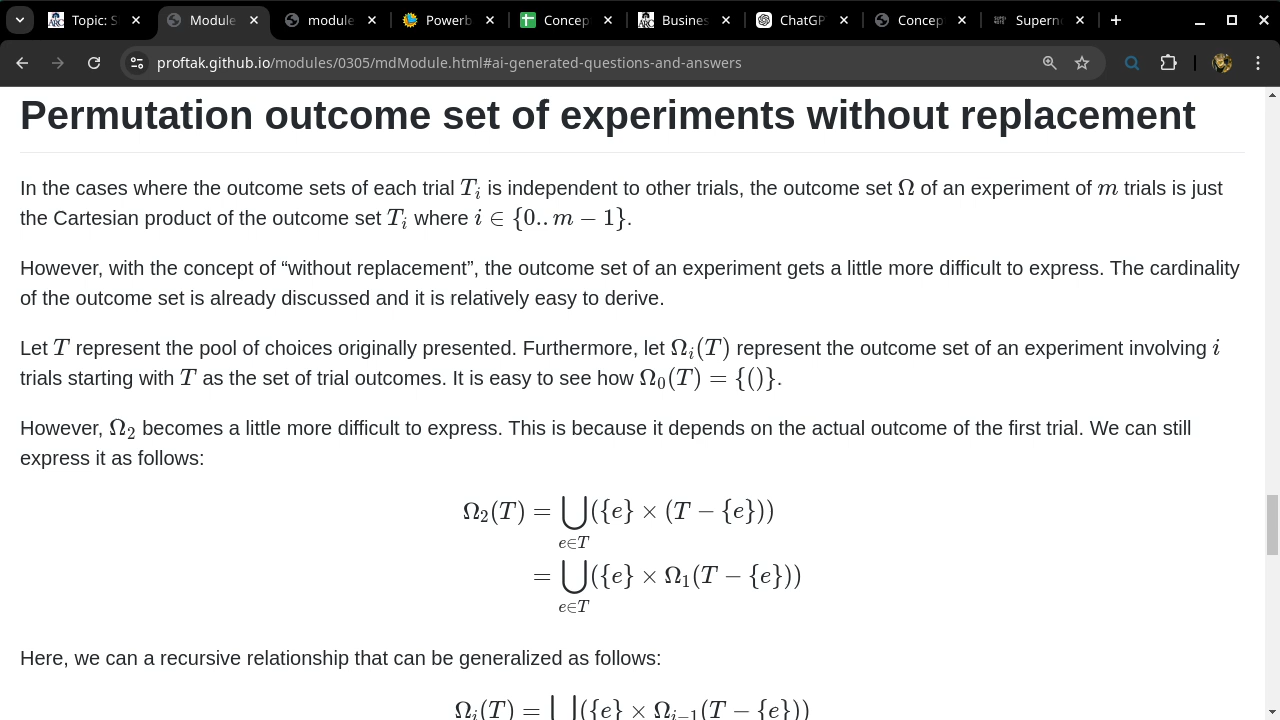 Topic: S
Module
module
Powerb
Concep
Busines
ChatGP
Concep
Superno
proftak.github.io/modules/0305/mdModule.html#ai-generated-questions-and-answers
Permutation outcome set of experiments without replacement
In the cases where the outcome sets of each trial Tᵢ is independent to other trials, the outcome set Ω of an experiment of m trials is just
the Cartesian product of the outcome set Tᵢ where i ∈ {0.. m − 1}.
However, with the concept of “without replacement”, the outcome set of an experiment gets a little more difficult to express. The cardinality
of the outcome set is already discussed and it is relatively easy to derive.
Let T represent the pool of choices originally presented. Furthermore, let Ωᵢ(T) represent the outcome set of an experiment involving i
trials starting with T as the set of trial outcomes. It is easy to see how Ω₀(T) = {()}.
However, Ω₂ becomes a little more difficult to express. This is because it depends on the actual outcome of the first trial. We can still
express it as follows:
Ω₂(T) = ⋃ ({e} × (T − {e}))
e∈T
= ⋃ ({e} × Ω₁(T − {e}))
e∈T
Here, we can a recursive relationship that can be generalized as follows:
Ωᵢ(T) = ⋃ ({e} × Ωᵢ₋₁(T − {e}))